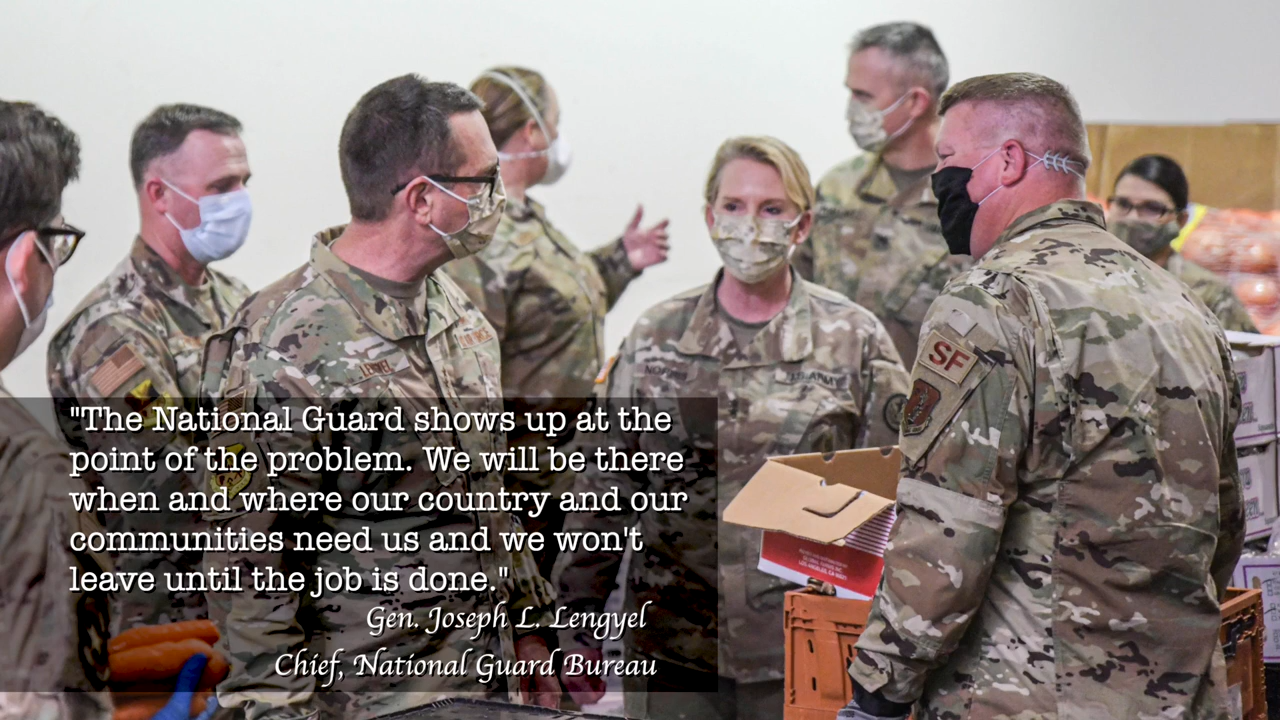 SF
NORRIS
U.S. ARMY
"The National Guard shows up at the
point of the problem. We will be there
when and where our country and our
communities need us and we won't
leave until the job is done."
Gen. Joseph L. Lengyel
Chief, National Guard Bureau